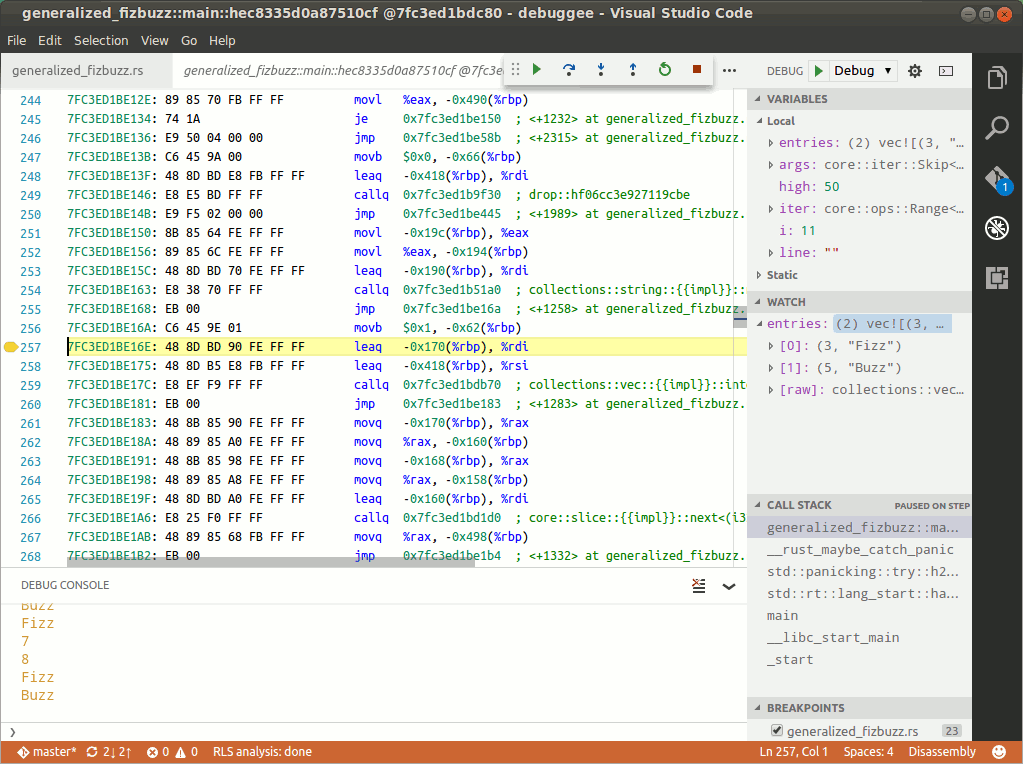 generalized_fizbuzz::main::hec8335d0a87510cf @7fc3ed1bdc80 - debuggee - Visual Studio Code
File Edit Selection View Go Help
generalized_fizbuzz.rs generalized_fizbuzz::main::hec8335d0a87510cf @7fc3e
244 7FC3ED1BE12E: 89 85 70 FB FF FF movl %eax, -0x490(%rbp)
245 7FC3ED1BE134: 74 1A je 0x7fc3ed1be150 ; <+1232> at generalized_fizbuzz.
246 7FC3ED1BE136: E9 50 04 00 00 jmp 0x7fc3ed1be58b ; <+2315> at generalized_fizbuzz.
247 7FC3ED1BE13B: C6 45 9A 00 movb $0x0, -0x66(%rbp)
248 7FC3ED1BE13F: 48 8D BD E8 FB FF FF leaq -0x418(%rbp), %rdi
249 7FC3ED1BE146: E8 E5 BD FF FF callq 0x7fc3ed1b9f30 ; drop::hf06cc3e927119cbe
250 7FC3ED1BE14B: E9 F5 02 00 00 jmp 0x7fc3ed1be445 ; <+1989> at generalized_fizbuzz.
251 7FC3ED1BE150: 8B 85 64 FE FF FF movl -0x19c(%rbp), %eax
252 7FC3ED1BE156: 89 85 6C FE FF FF movl %eax, -0x194(%rbp)
253 7FC3ED1BE15C: 48 8D BD 70 FE FF FF leaq -0x190(%rbp), %rdi
254 7FC3ED1BE163: E8 38 70 FF FF callq 0x7fc3ed1b51a0 ; collections::string::{{impl}}::
255 7FC3ED1BE168: EB 00 jmp 0x7fc3ed1be16a ; <+1258> at generalized_fizbuzz.
256 7FC3ED1BE16A: C6 45 9E 01 movb $0x1, -0x62(%rbp)
257 7FC3ED1BE16E: 48 8D BD 90 FE FF FF leaq -0x170(%rbp), %rdi
258 7FC3ED1BE175: 48 8D B5 E8 FB FF FF leaq -0x418(%rbp), %rsi
259 7FC3ED1BE17C: E8 EF F9 FF FF callq 0x7fc3ed1bdb70 ; collections::vec::{{impl}}::int
260 7FC3ED1BE181: EB 00 jmp 0x7fc3ed1be183 ; <+1283> at generalized_fizbuzz.
261 7FC3ED1BE183: 48 8B 85 90 FE FF FF movq -0x170(%rbp), %rax
262 7FC3ED1BE18A: 48 89 85 A0 FE FF FF movq %rax, -0x160(%rbp)
263 7FC3ED1BE191: 48 8B 85 98 FE FF FF movq -0x168(%rbp), %rax
264 7FC3ED1BE198: 48 89 85 A8 FE FF FF movq %rax, -0x158(%rbp)
265 7FC3ED1BE19F: 48 8D BD A0 FE FF FF leaq -0x160(%rbp), %rdi
266 7FC3ED1BE1A6: E8 25 F0 FF FF callq 0x7fc3ed1bd1d0 ; core::slice::{{impl}}::next<(i3
267 7FC3ED1BE1AB: 48 89 85 68 FB FF FF movq %rax, -0x498(%rbp)
268 7FC3ED1BE1B2: EB 00 jmp 0x7fc3ed1be1b4 ; <+1332> at generalized_fizbuzz.
DEBUG CONSOLE
Buzz
Fizz
7
8
Fizz
Buzz
❯
DEBUG Debug
VARIABLES
Local
entries: (2) vec![(3, "…
args: core::iter::Skip<…
high: 50
iter: core::ops::Range<…
i: 11
line: ""
Static
WATCH
entries: (2) vec![(3, …
[0]: (3, "Fizz")
[1]: (5, "Buzz")
[raw]: collections::vec…
CALL STACK PAUSED ON STEP
generalized_fizbuzz::ma…
__rust_maybe_catch_panic
std::panicking::try::h2…
std::rt::lang_start::ha…
main
__libc_start_main
_start
BREAKPOINTS
generalized_fizbuzz.rs 23
1
master* 2↓ 2↑ 0 0 RLS analysis: done Ln 257, Col 1 Spaces: 4 Disassembly